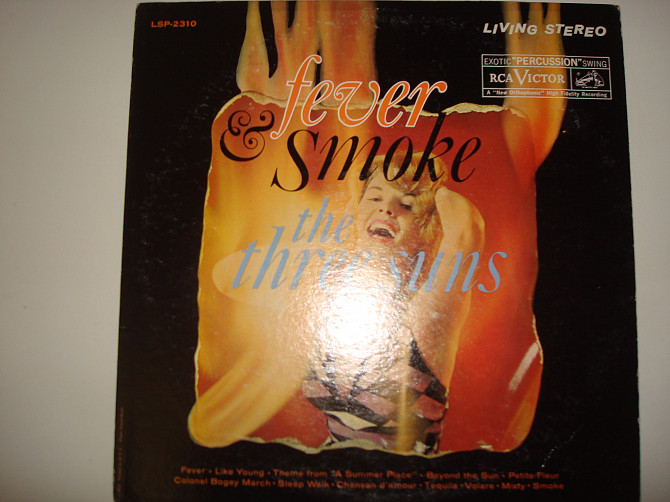 LSP-2310
LIVING STEREO
EXOTIC "PERCUSSION" SWING
RCA VICTOR
A "New Orthophonic" High Fidelity Recording
fever
& Smoke
the
three suns
Fever • Like Young • Theme from "A Summer Place" • Beyond the Sun • Petite Fleur
Colonel Bogey March • Sleep Walk • Chanson d'amour • Tequila • Volare • Misty • Smoke